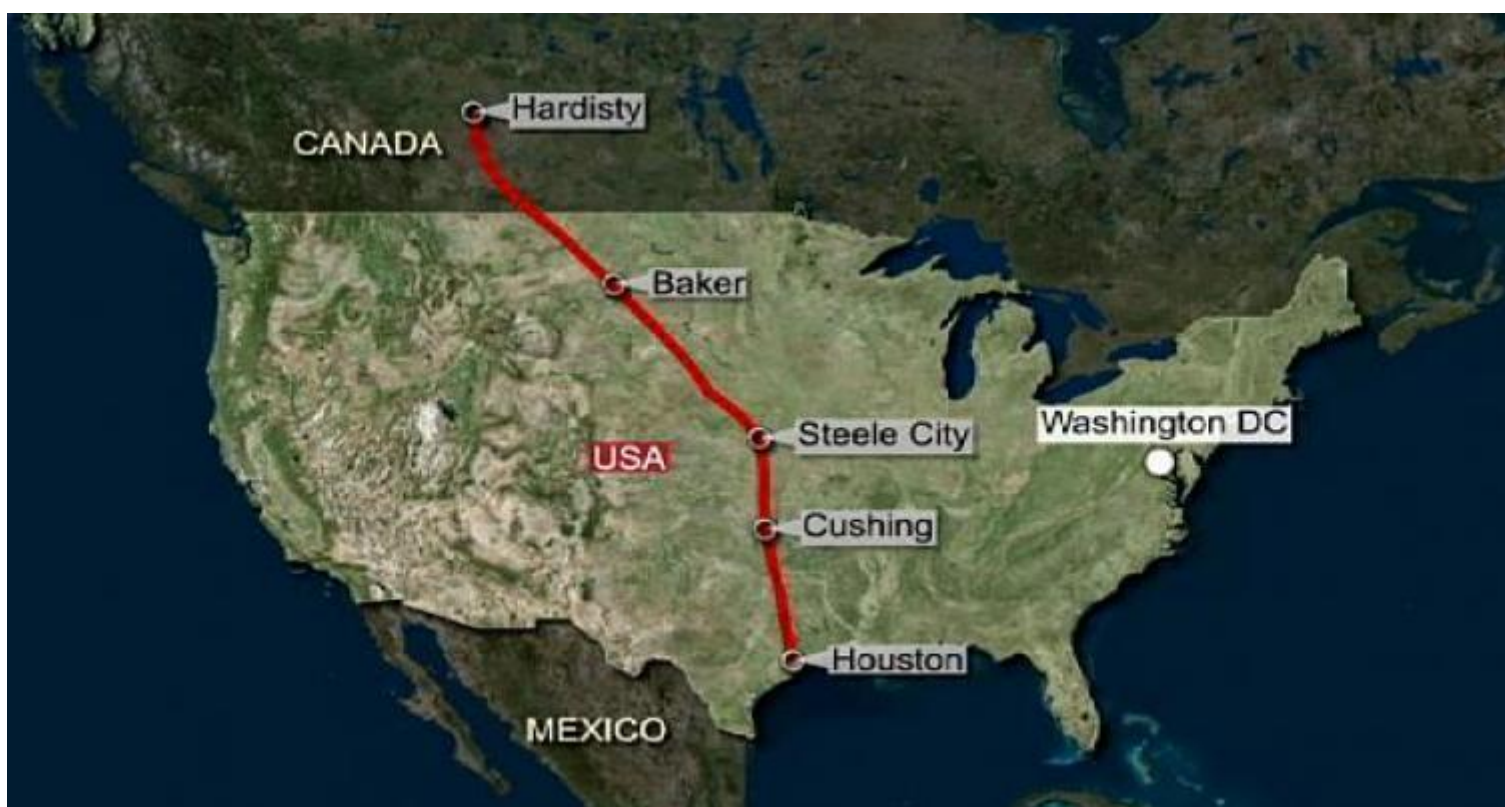 Hardisty
CANADA
Baker
Washington DC
Steele City
USA
Cushing
Houston
MEXICO